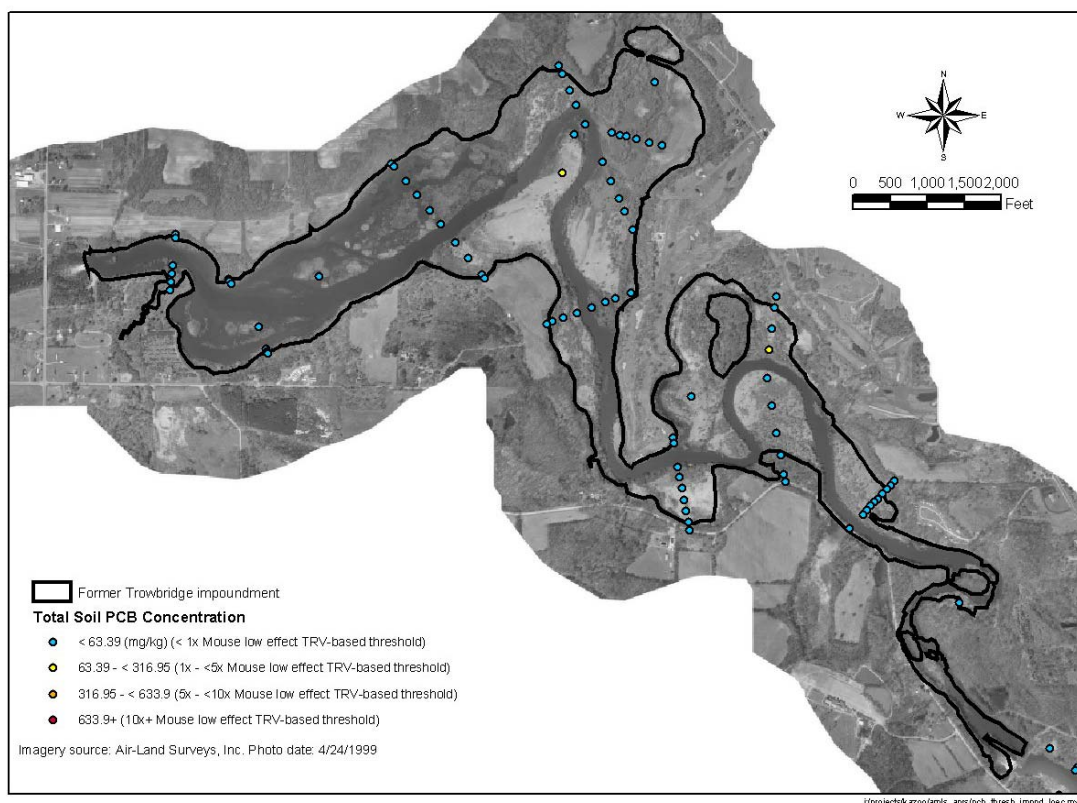 N
W E
S
0 500 1,000 1,500 2,000
Feet
Former Trowbridge impoundment
Total Soil PCB Concentration
< 63.39 (mg/kg) (< 1x Mouse low effect TRV-based threshold)
63.39 - < 316.95 (1x - <5x Mouse low effect TRV-based threshold)
316.95 - < 633.9 (5x - <10x Mouse low effect TRV-based threshold)
633.9+ (10x+ Mouse low effect TRV-based threshold)
Imagery source: Air-Land Surveys, Inc. Photo date: 4/24/1999